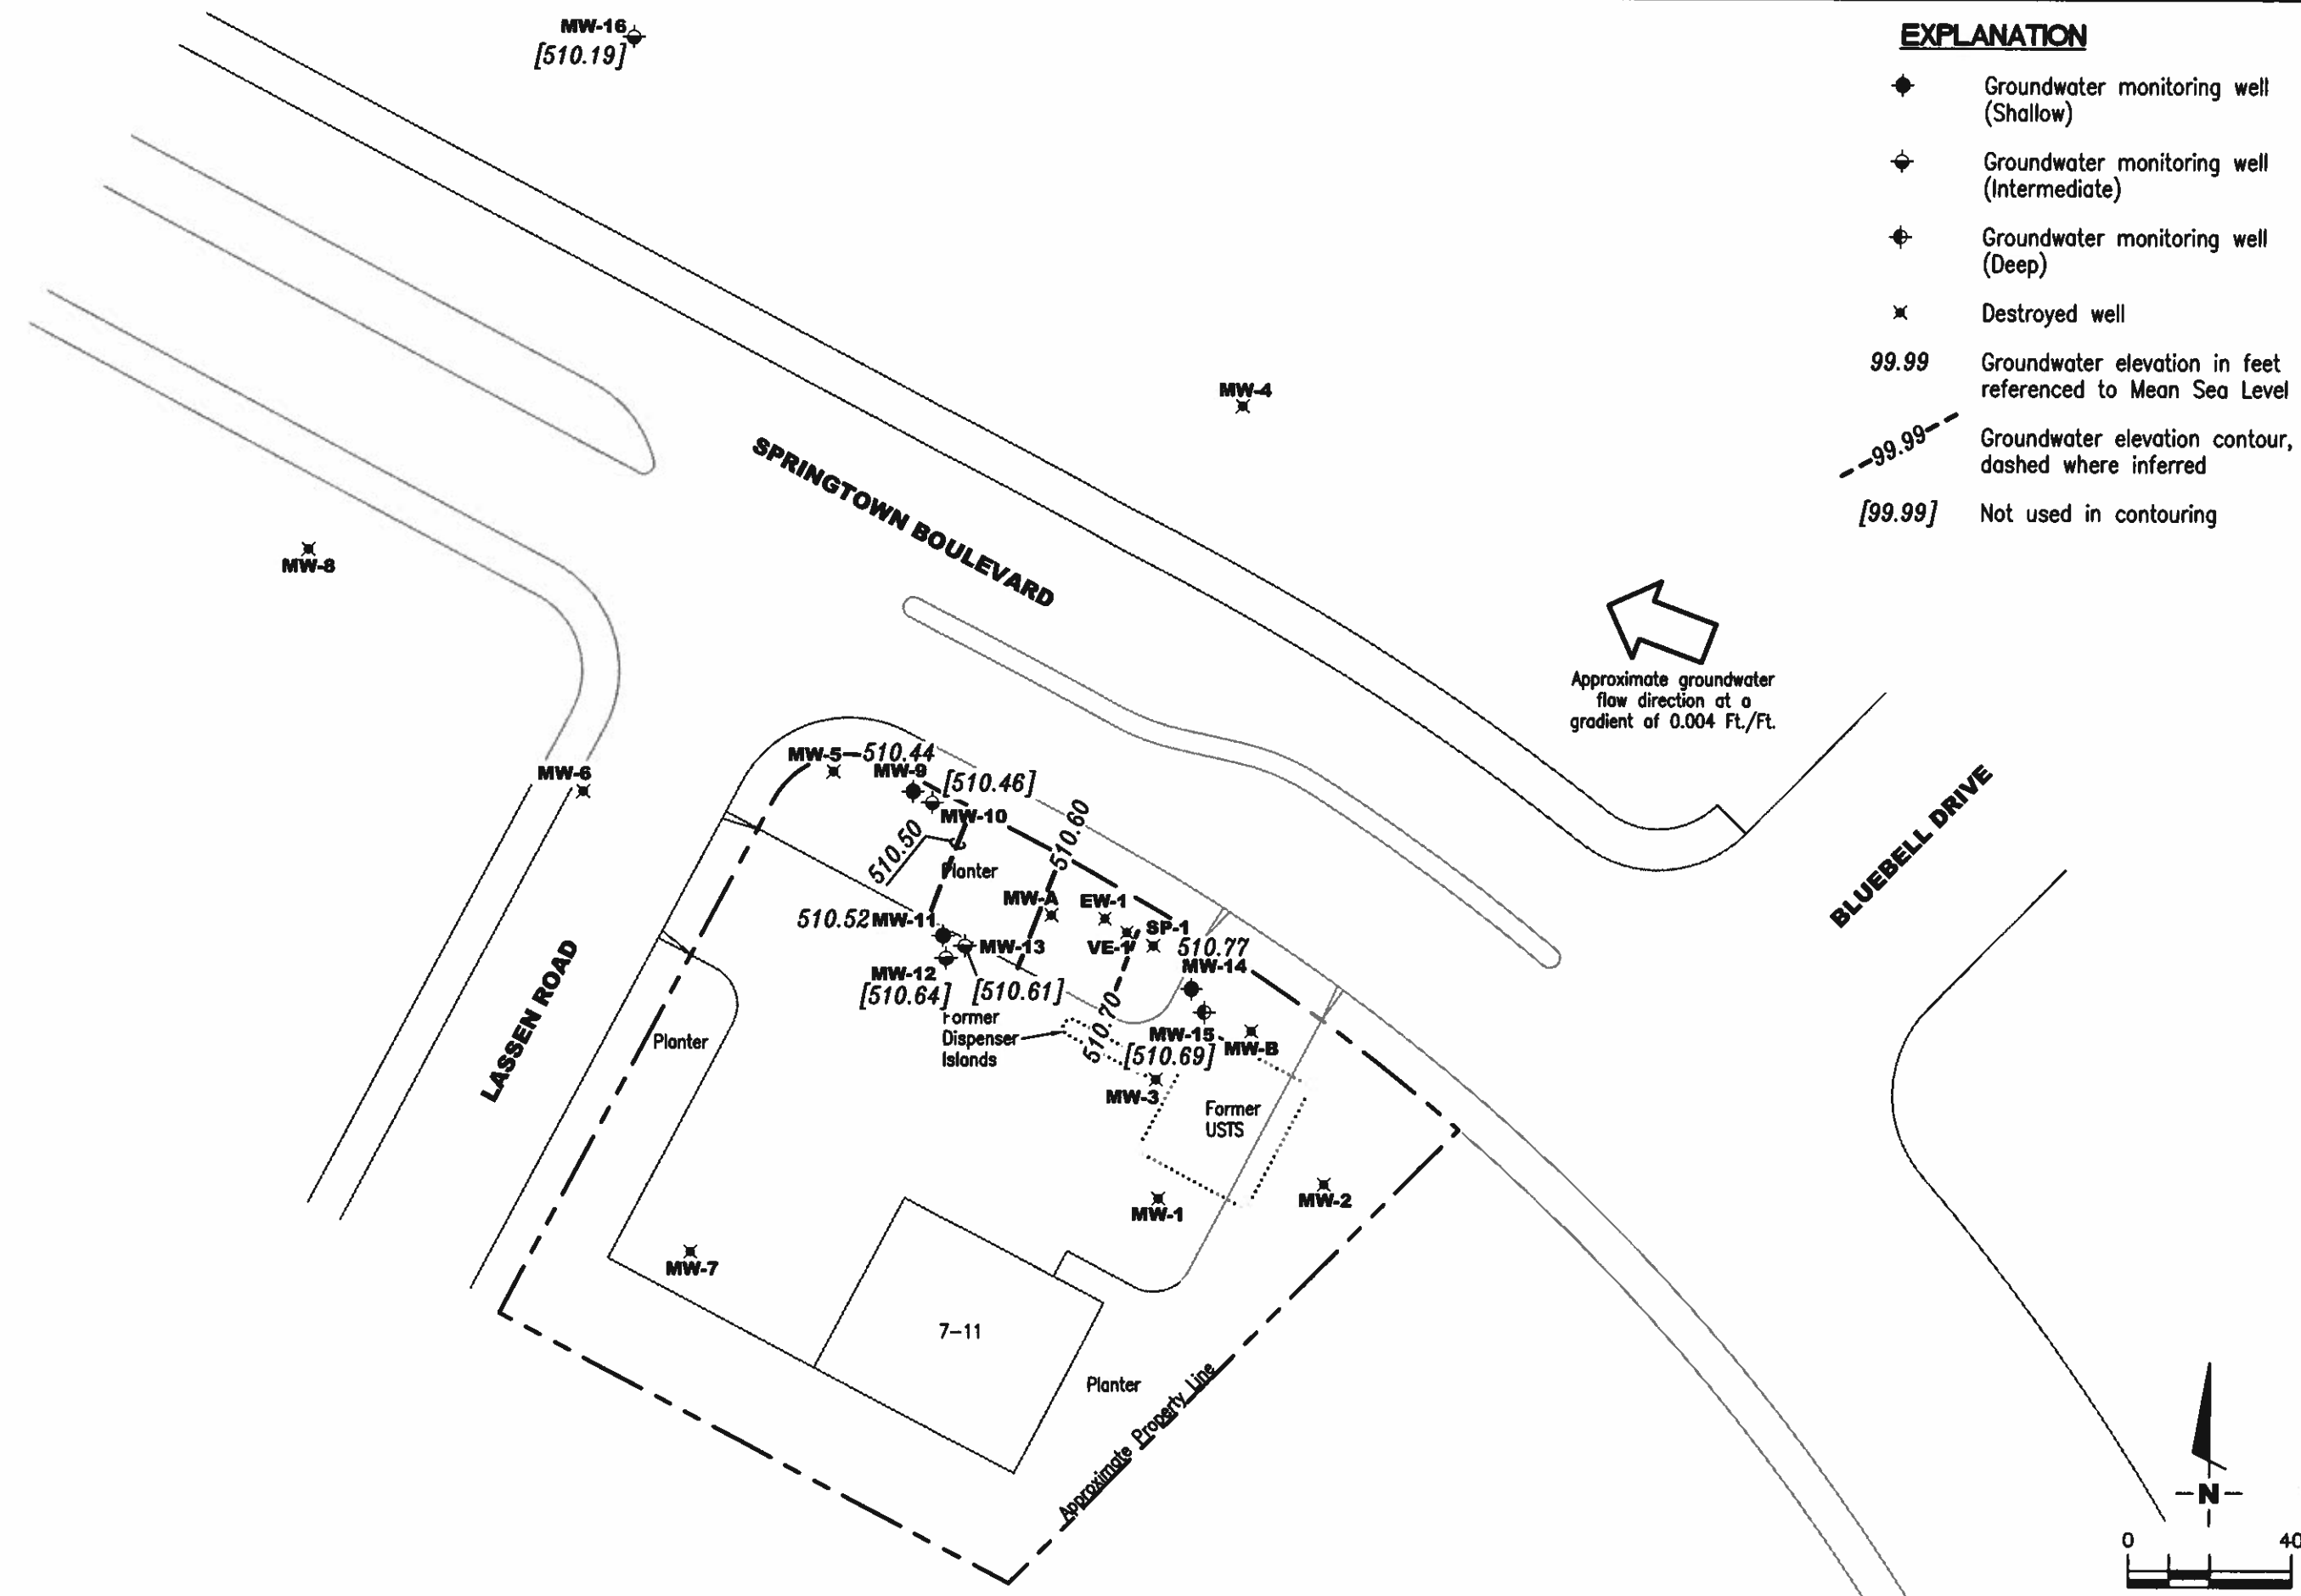 MW-16
[510.19]
EXPLANATION
Groundwater monitoring well
(Shallow)
Groundwater monitoring well
(Intermediate)
Groundwater monitoring well
(Deep)
Destroyed well
99.99 Groundwater elevation in feet
referenced to Mean Sea Level
99.99 Groundwater elevation contour,
dashed where inferred
[99.99] Not used in contouring
MW-4
SPRINGTOWN BOULEVARD
MW-8
Approximate groundwater
flow direction at a
gradient of 0.004 Ft./Ft.
BLUEBELL DRIVE
MW-6
MW-5
510.44
MW-9
[510.46]
MW-10
510.50
510.60
Planter
MW-A
EW-1
510.52
MW-11
SP-1
VE-1
510.77
MW-13
MW-14
MW-12
[510.64]
[510.61]
510.70
Former
Dispenser
Islands
MW-15
[510.69]
MW-B
LASSEN ROAD
Planter
MW-3
Former
USTS
MW-1
MW-2
MW-7
7-11
Planter
Approximate Property Line
-N-
0 40